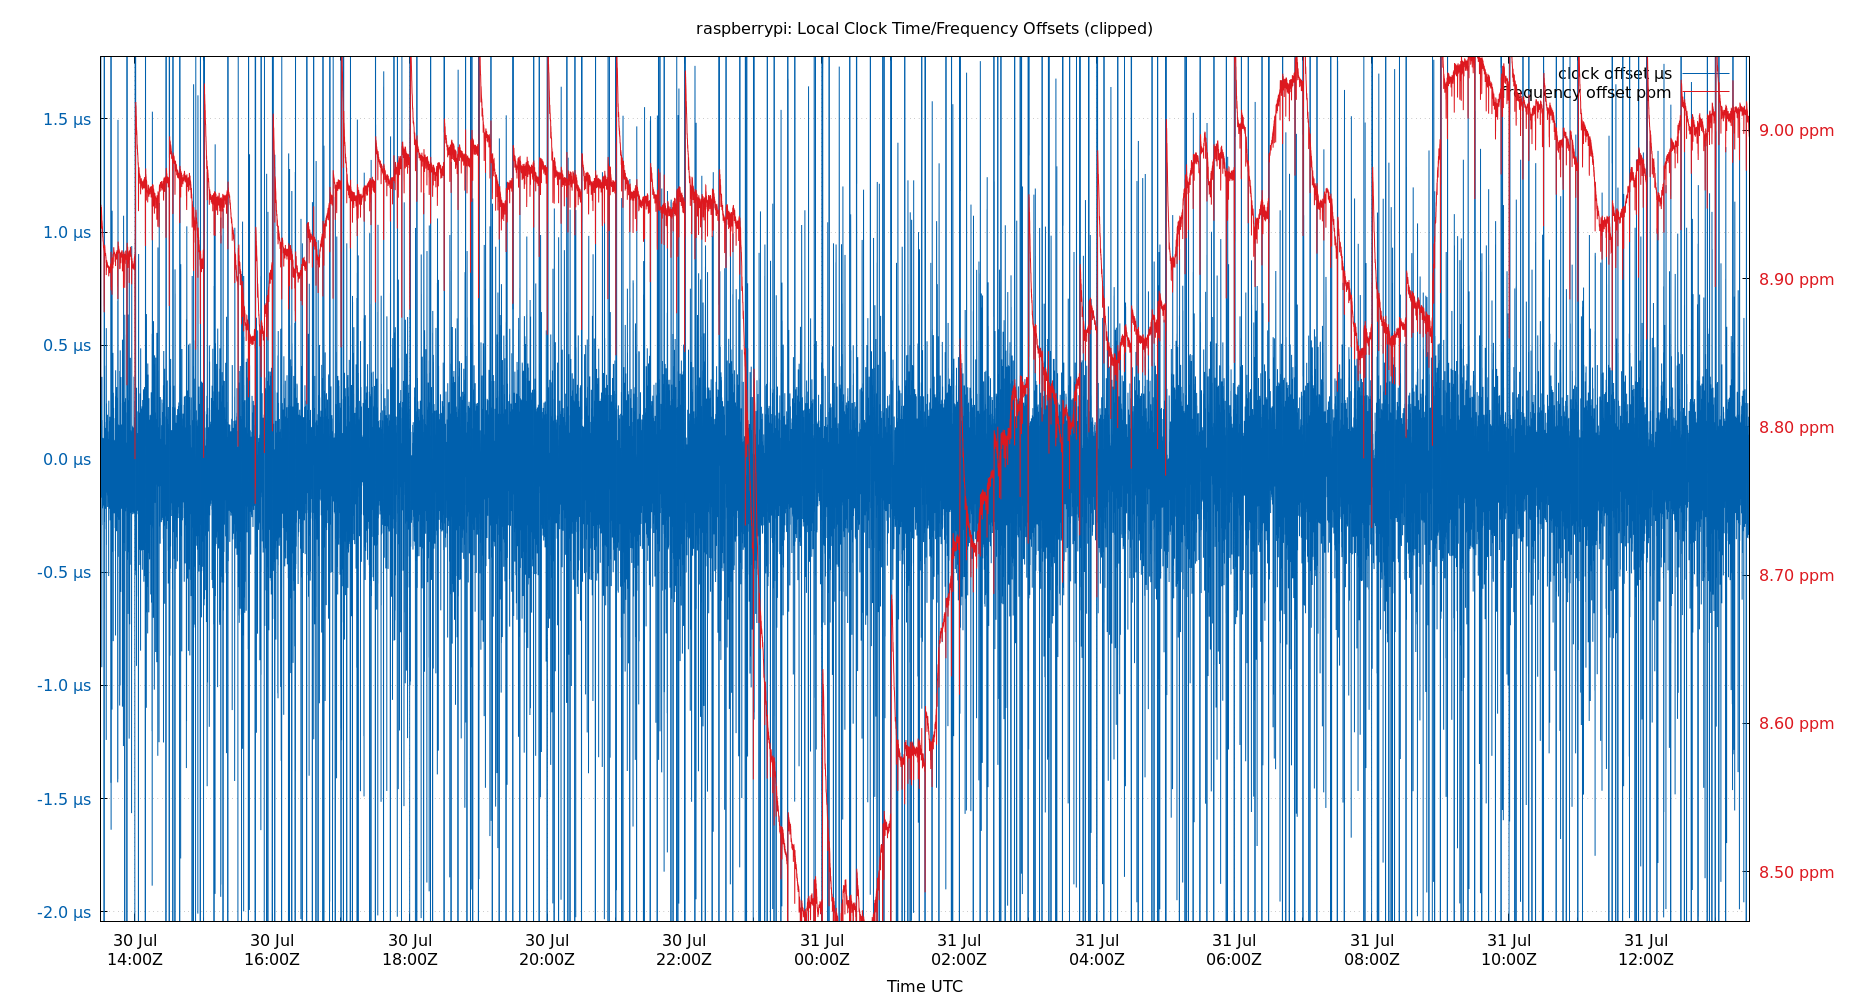 raspberrypi: Local Clock Time/Frequency Offsets (clipped)
clock offset µs
frequency offset ppm
1.5 µs
1.0 µs
0.5 µs
0.0 µs
-0.5 µs
-1.0 µs
-1.5 µs
-2.0 µs
9.00 ppm
8.90 ppm
8.80 ppm
8.70 ppm
8.60 ppm
8.50 ppm
30 Jul 30 Jul 30 Jul 30 Jul 30 Jul 31 Jul 31 Jul 31 Jul 31 Jul 31 Jul 31 Jul 31 Jul
14:00Z 16:00Z 18:00Z 20:00Z 22:00Z 00:00Z 02:00Z 04:00Z 06:00Z 08:00Z 10:00Z 12:00Z
Time UTC